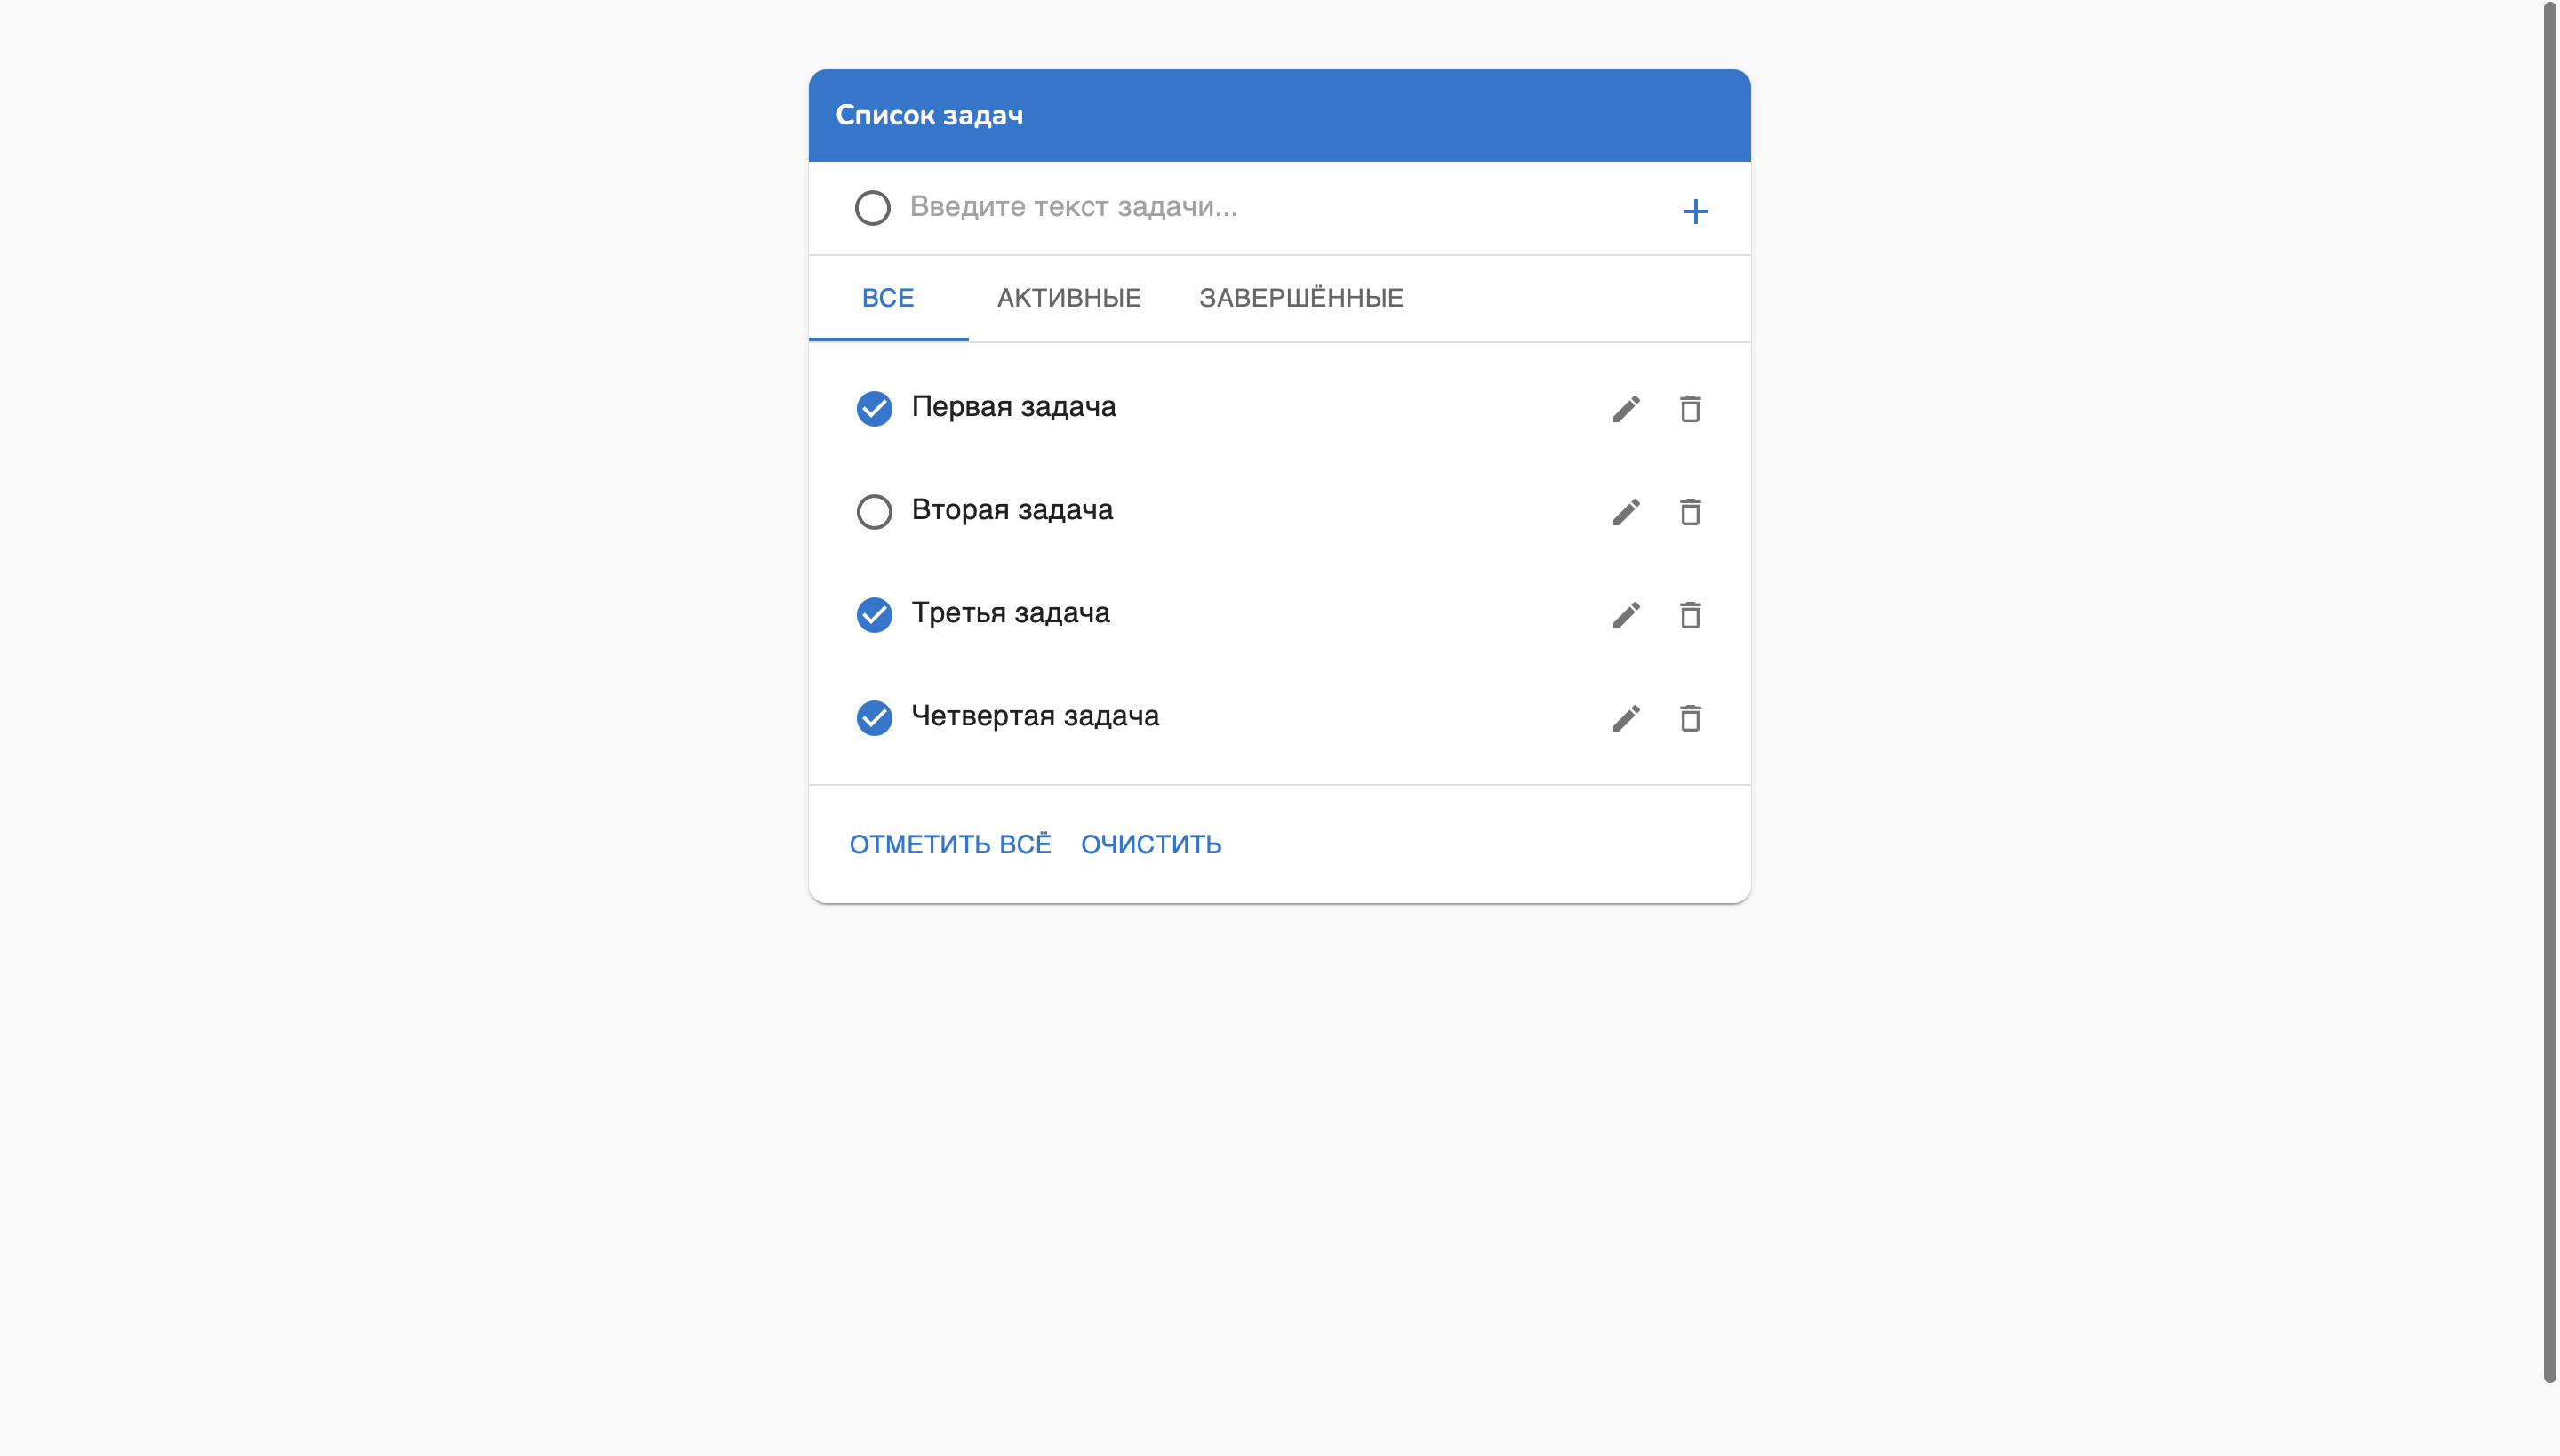 Список задач
Введите текст задачи...
ВСЕ АКТИВНЫЕ ЗАВЕРШЁННЫЕ
Первая задача
Вторая задача
Третья задача
Четвертая задача
ОТМЕТИТЬ ВСЁ ОЧИСТИТЬ